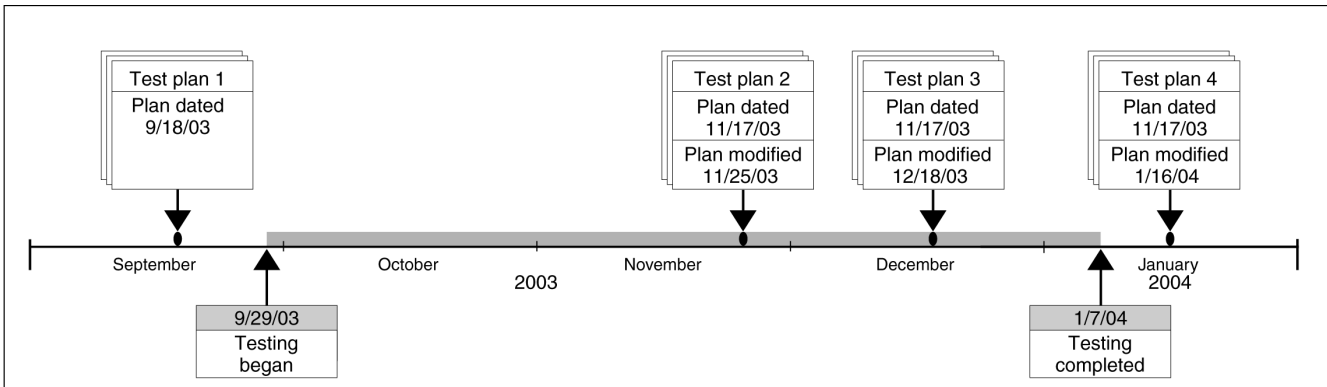 Test plan 1
Plan dated
9/18/03
Test plan 2
Plan dated
11/17/03
Plan modified
11/25/03
Test plan 3
Plan dated
11/17/03
Plan modified
12/18/03
Test plan 4
Plan dated
11/17/03
Plan modified
1/16/04
September
October
November
December
January
2003
2004
9/29/03
Testing
began
1/7/04
Testing
completed